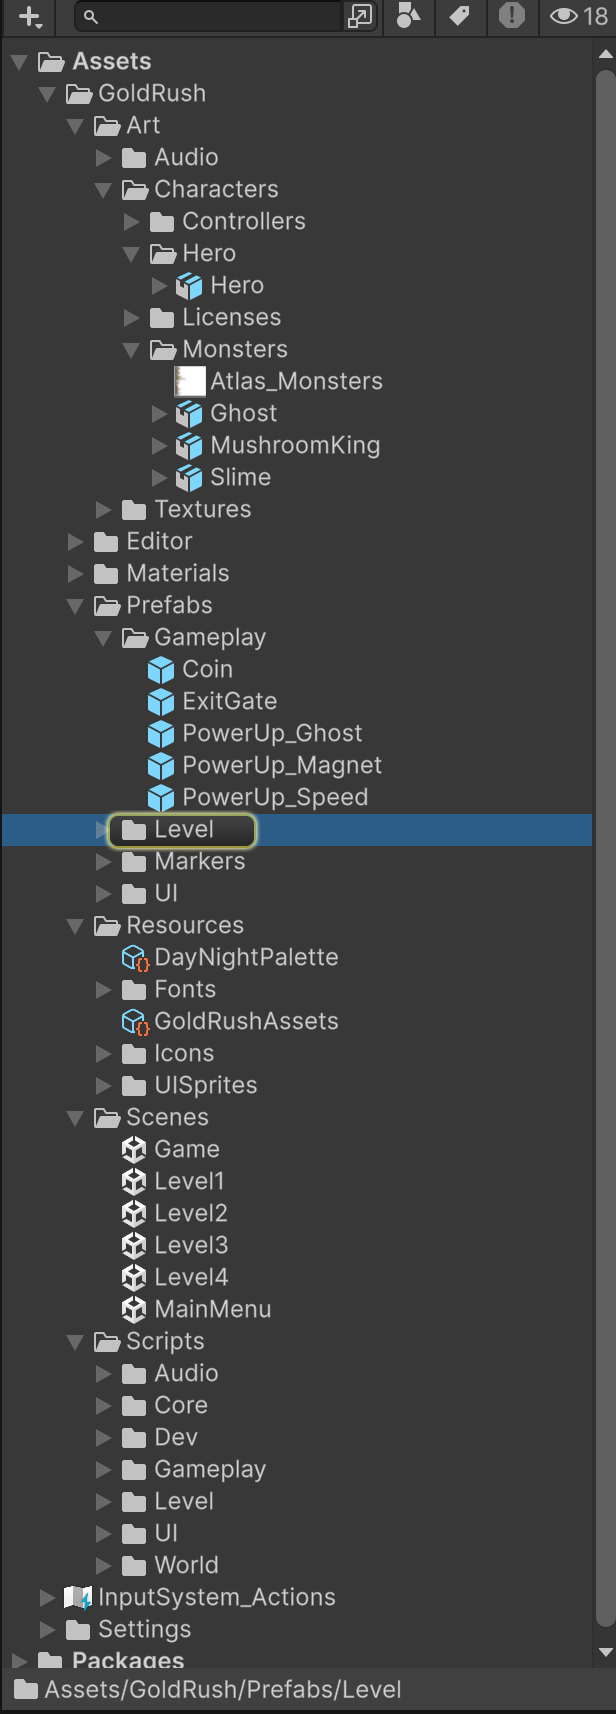 18
Assets
GoldRush
Art
Audio
Characters
Controllers
Hero
Hero
Licenses
Monsters
Atlas_Monsters
Ghost
MushroomKing
Slime
Textures
Editor
Materials
Prefabs
Gameplay
Coin
ExitGate
PowerUp_Ghost
PowerUp_Magnet
PowerUp_Speed
Level
Markers
UI
Resources
DayNightPalette
Fonts
GoldRushAssets
Icons
UISprites
Scenes
Game
Level1
Level2
Level3
Level4
MainMenu
Scripts
Audio
Core
Dev
Gameplay
Level
UI
World
InputSystem_Actions
Settings
Packages
Assets/GoldRush/Prefabs/Level